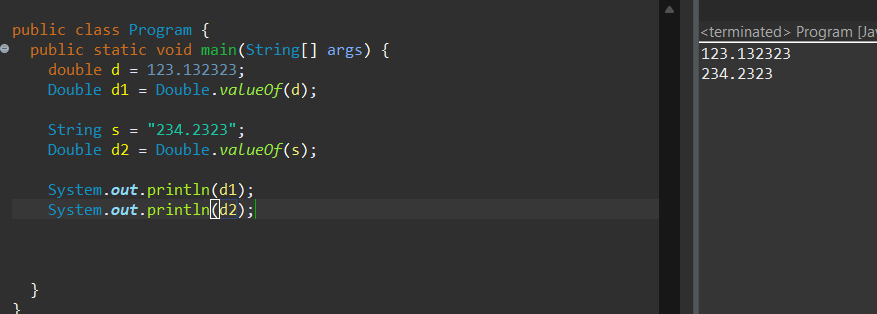 public class Program {
public static void main(String[] args) {
double d = 123.132323;
Double d1 = Double.valueOf(d);
String s = "234.2323";
Double d2 = Double.valueOf(s);
System.out.println(d1);
System.out.println(d2);
}
}
<terminated> Program [Ja
123.132323
234.2323